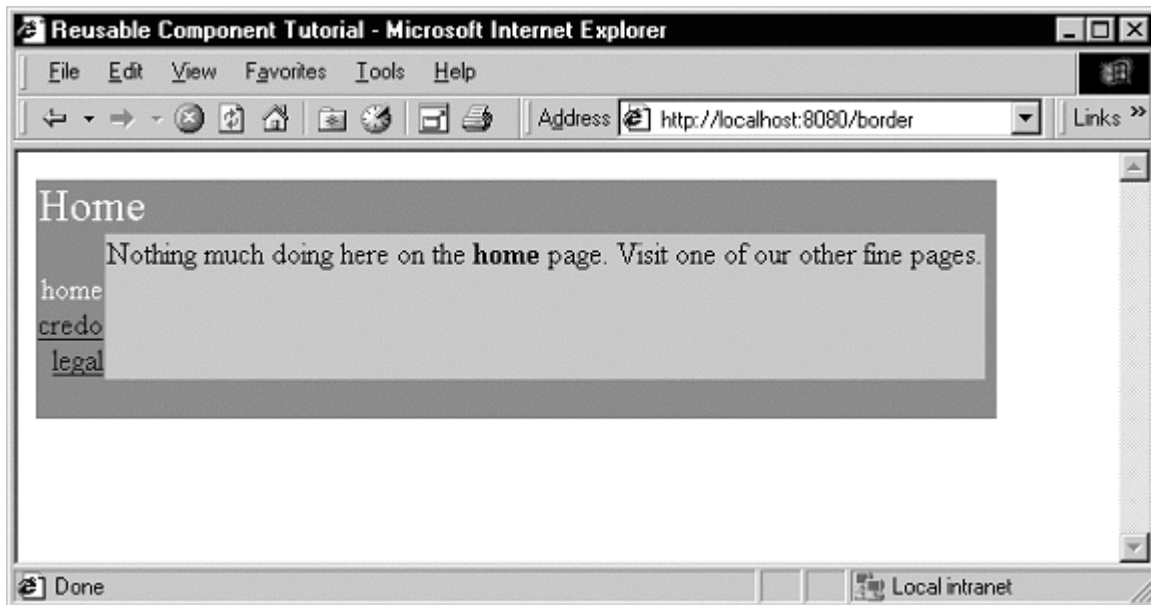 Reusable Component Tutorial - Microsoft Internet Explorer
File Edit View Favorites Tools Help
Address http://localhost:8080/border Links »
Home
Nothing much doing here on the home page. Visit one of our other fine pages.
home
credo
legal
Done Local intranet